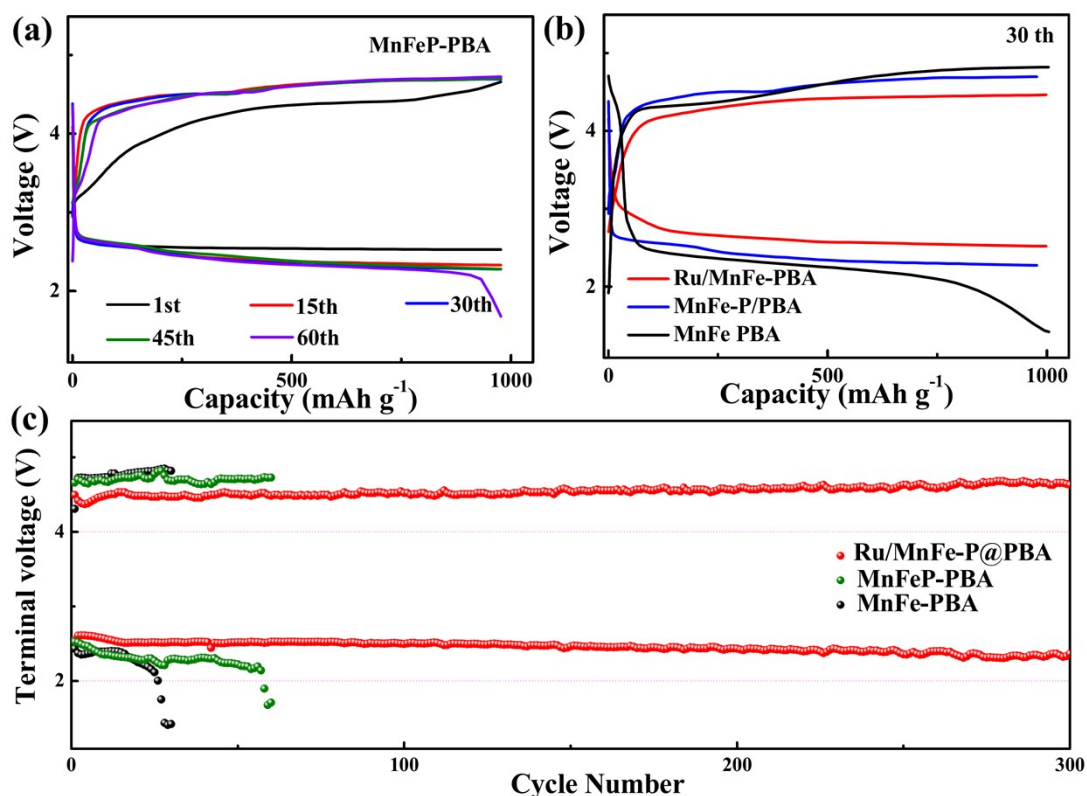 (a)
MnFeP-PBA
Voltage (V)
4
2
1st
15th
30th
45th
60th
0
500
1000
Capacity (mAh g-1)
(b)
30 th
Voltage (V)
4
2
Ru/MnFe-PBA
MnFe-P/PBA
MnFe PBA
0
500
1000
Capacity (mAh g-1)
(c)
Terminal voltage (V)
4
2
Ru/MnFe-P@PBA
MnFeP-PBA
MnFe-PBA
0
100
200
300
Cycle Number